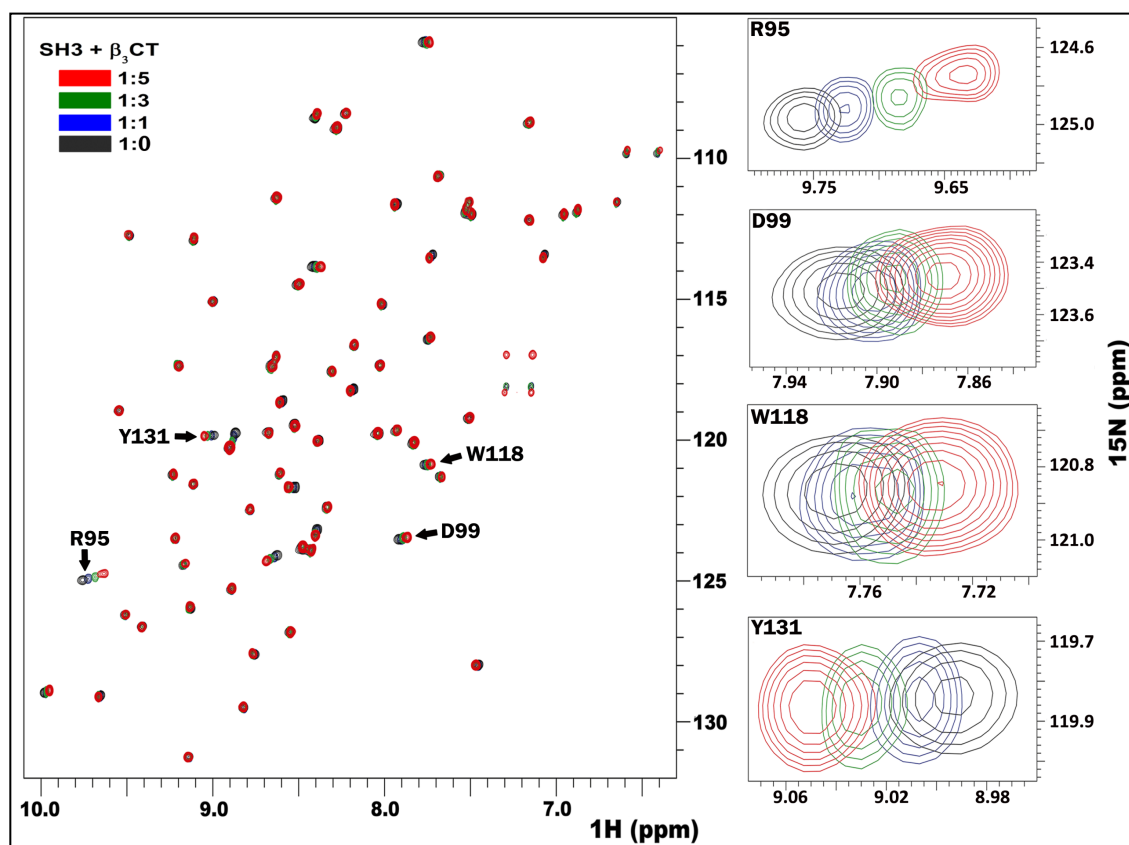 SH3 + β3CT
1:5
1:3
1:1
1:0
Y131
W118
R95
D99
110
115
120
125
130
10.0 9.0 8.0 7.0
1H (ppm)
R95
124.6
125.0
9.75 9.65
D99
123.4
123.6
7.94 7.90 7.86
W118
120.8
121.0
7.76 7.72
Y131
119.7
119.9
9.06 9.02 8.98
15N (ppm)